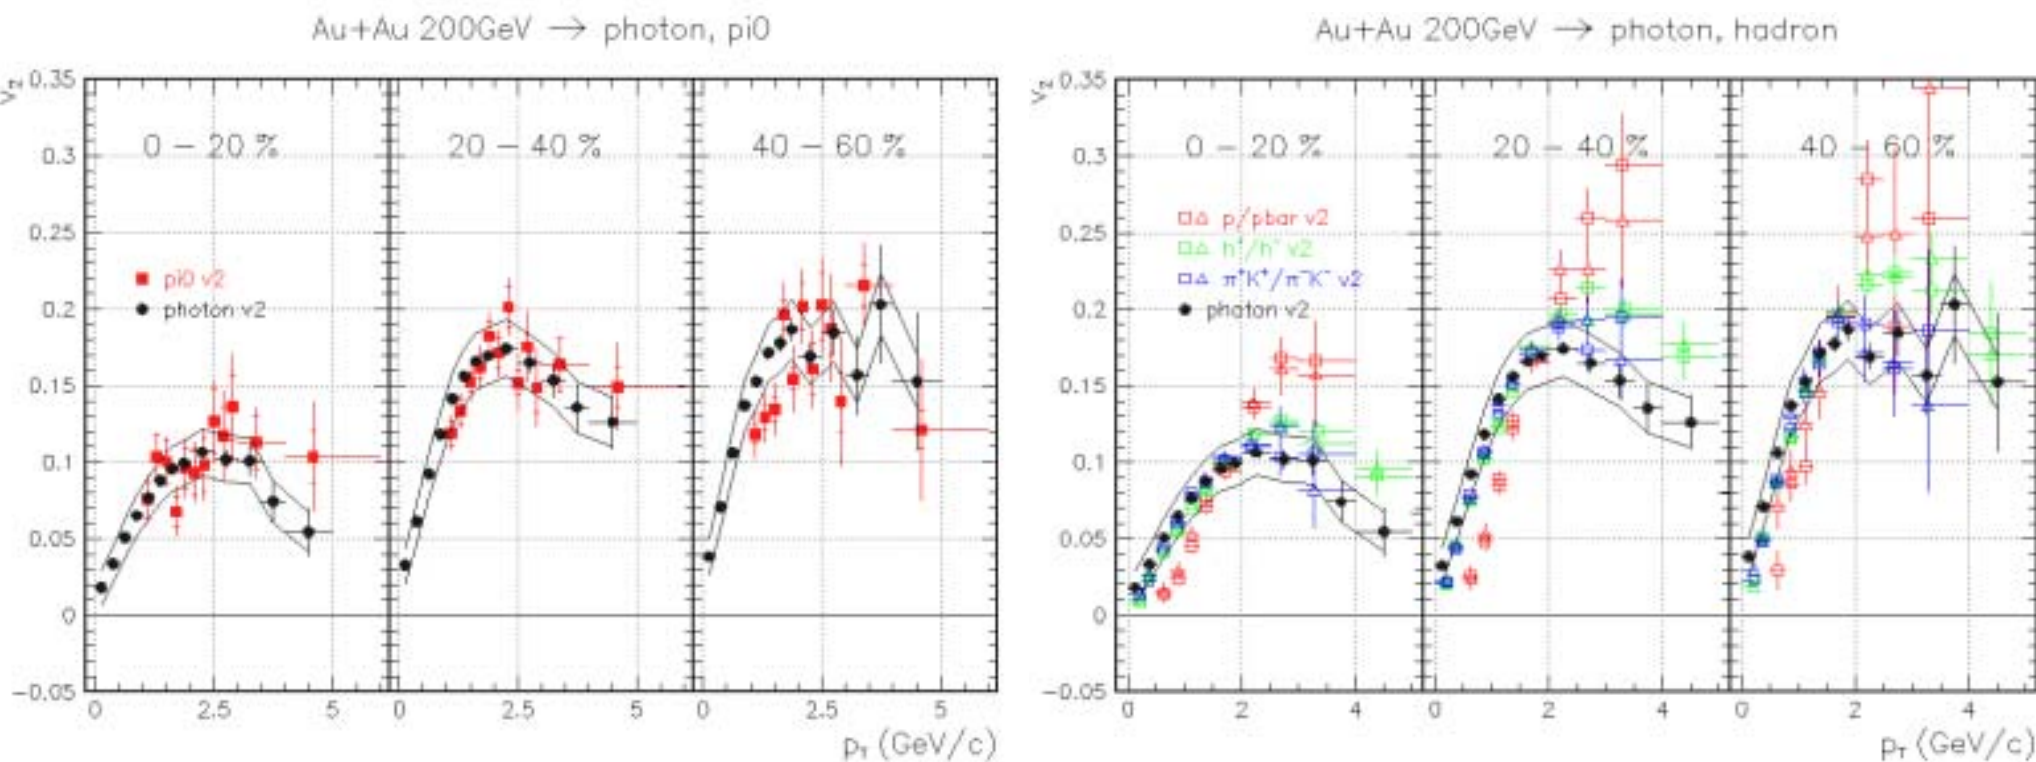 Au+Au 200GeV → photon, pi0
v₂
0.35
0.3
0.25
0.2
0.15
0.1
0.05
0
−0.05
0 – 20 %
20 – 40 %
40 – 60 %
pi0 v2
photon v2
0 2.5 0 2.5 0 2.5 5
pT (GeV/c)
Au+Au 200GeV → photon, hadron
v₂
0.35
0.3
0.25
0.2
0.15
0.1
0.05
0
−0.05
0 – 20 %
20 – 40 %
40 – 60 %
p/pbar v2
h⁺/h⁻ v2
π⁺K⁺/π⁻K⁻ v2
photon v2
0 2 4 0 2 4 0 2 4
pT (GeV/c)